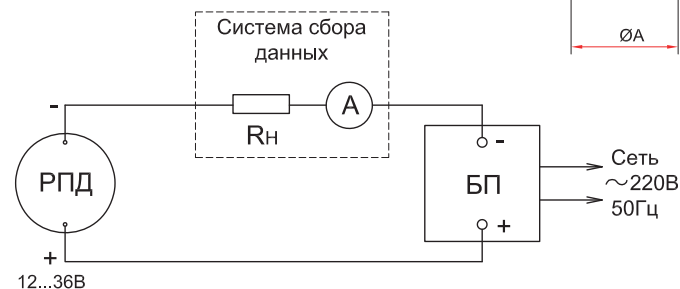 Система сбора
данных
ØA
-
A
Rн
РПД
-
БП
+
Сеть
~220В
50Гц
+
12...36В